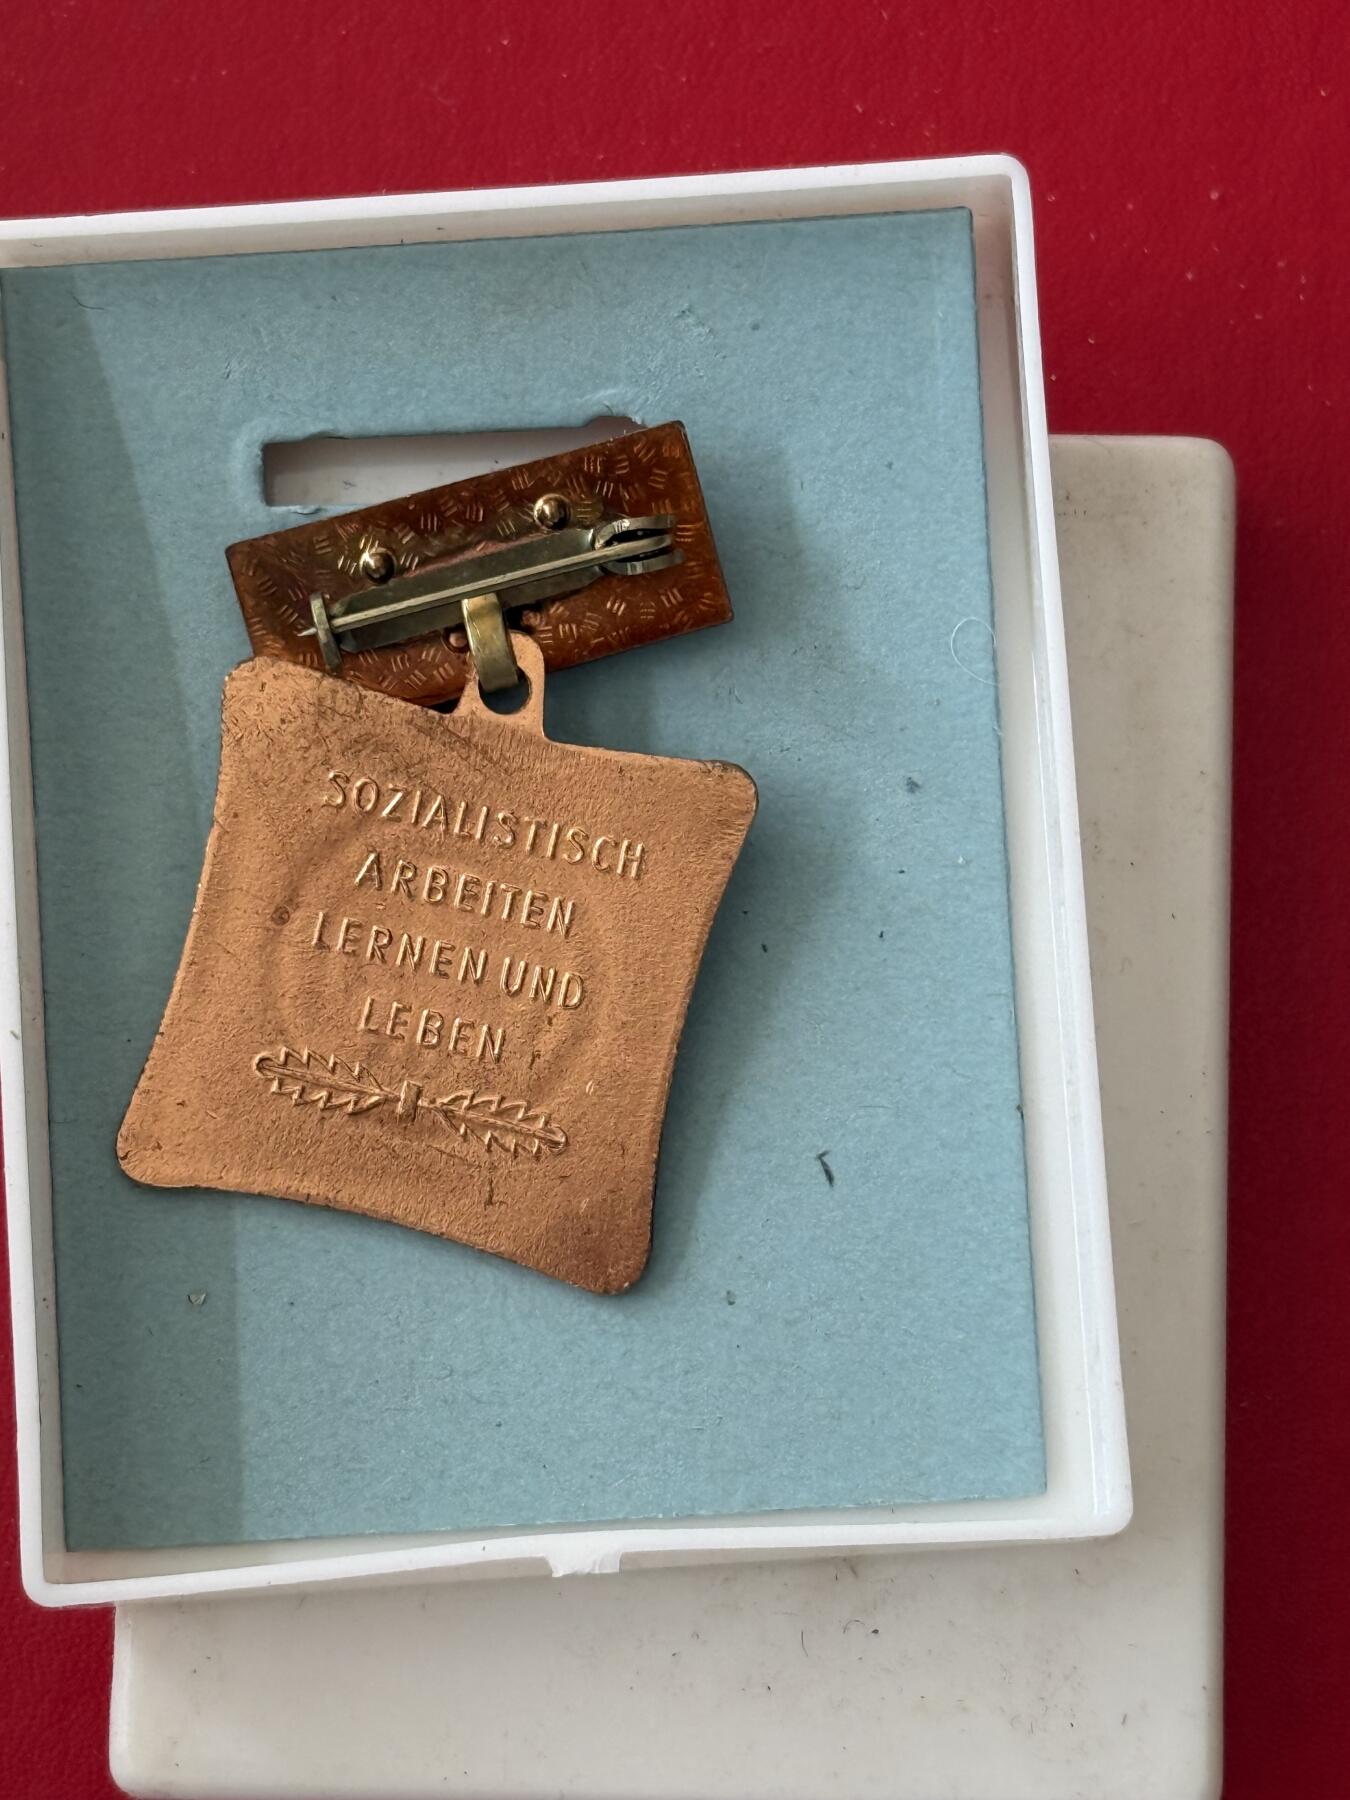 SOZIALISTISCH
ARBEITEN
LERNEN UND
LEBEN